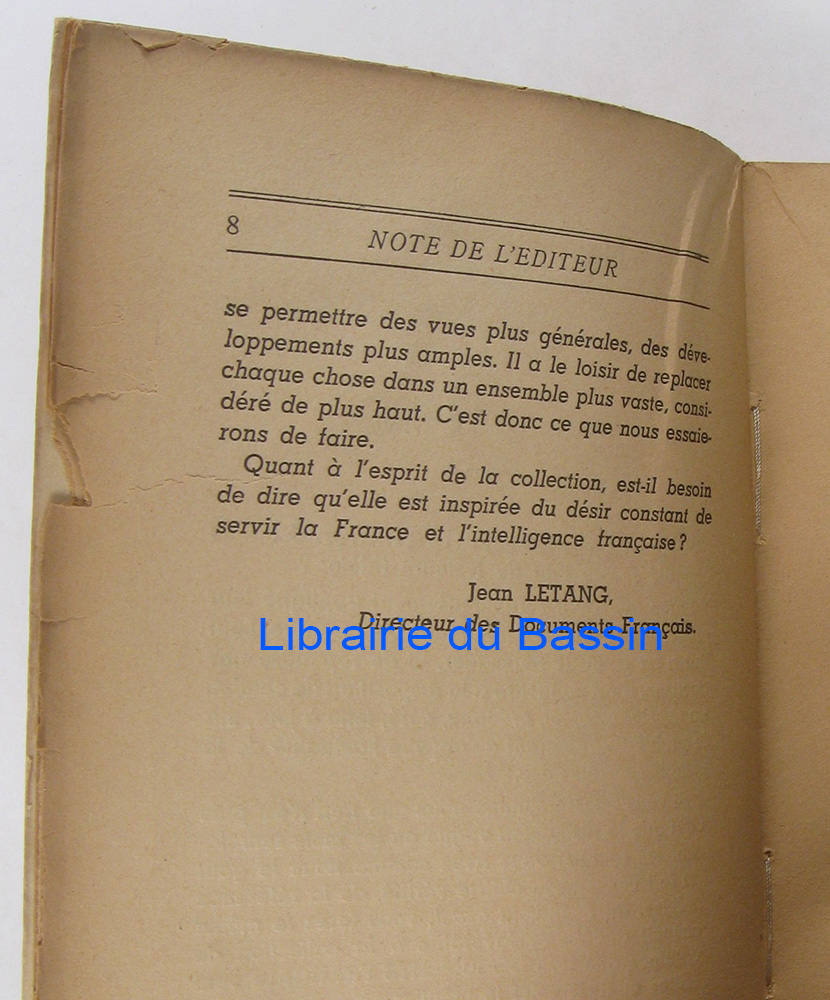 8
NOTE DE L'EDITEUR
se permettre des vues plus générales, des déve-
loppements plus amples. Il a le loisir de replacer
chaque chose dans un ensemble plus vaste, consi-
déré de plus haut. C'est donc ce que nous essaie-
rons de faire.
Quant à l'esprit de la collection, est-il besoin
de dire qu'elle est inspirée du désir constant de
servir la France et l'intelligence française ?
Jean LETANG,
Directeur des Documents Français.
Librairie du Bassin